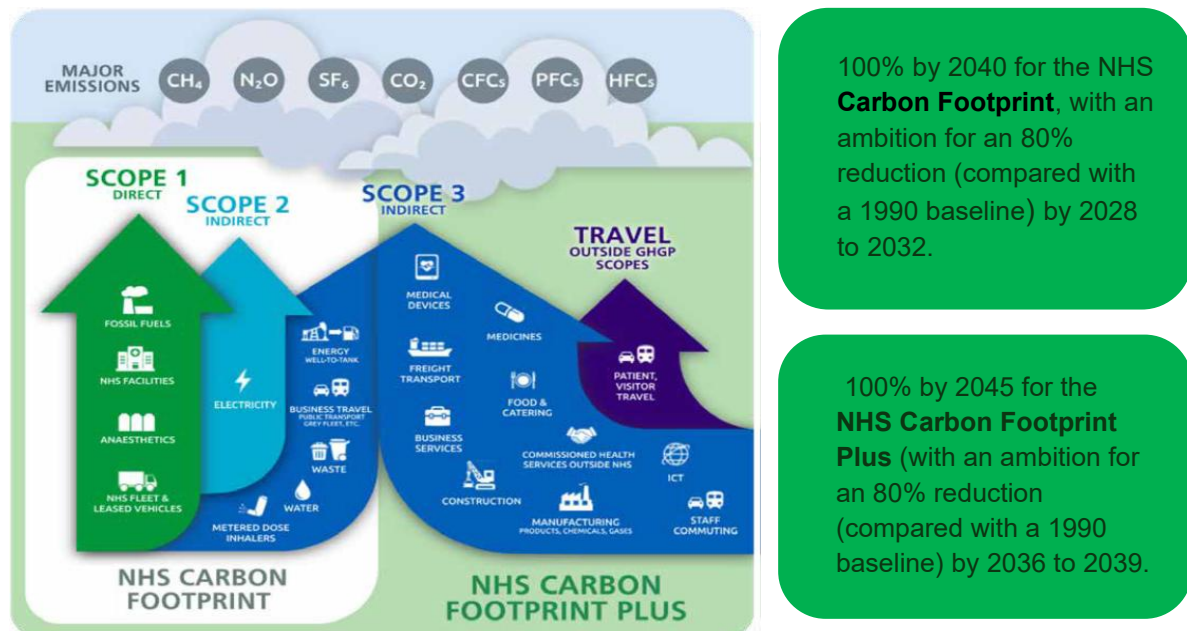 MAJOR
EMISSIONS
CH₄
N₂O
SF₆
CO₂
CFCs
PFCs
HFCs
SCOPE 1
DIRECT
FOSSIL FUELS
NHS FACILITIES
ANAESTHETICS
NHS FLEET &
LEASED VEHICLES
SCOPE 2
INDIRECT
ELECTRICITY
SCOPE 3
INDIRECT
ENERGY
WELL-TO-TANK
BUSINESS TRAVEL
PUBLIC TRANSPORT
GREY FLEET, ETC.
WASTE
WATER
METERED DOSE
INHALERS
MEDICAL
DEVICES
MEDICINES
FREIGHT
TRANSPORT
FOOD &
CATERING
BUSINESS
SERVICES
COMMISSIONED HEALTH
SERVICES OUTSIDE NHS
ICT
CONSTRUCTION
MANUFACTURING
PRODUCTS, CHEMICALS, GASES
STAFF
COMMUTING
TRAVEL
OUTSIDE GHGP
SCOPES
PATIENT,
VISITOR
TRAVEL
NHS CARBON
FOOTPRINT
NHS CARBON
FOOTPRINT PLUS
100% by 2040 for the NHS
Carbon Footprint, with an
ambition for an 80%
reduction (compared with
a 1990 baseline) by 2028
to 2032.
100% by 2045 for the
NHS Carbon Footprint
Plus (with an ambition for
an 80% reduction
(compared with a 1990
baseline) by 2036 to 2039.